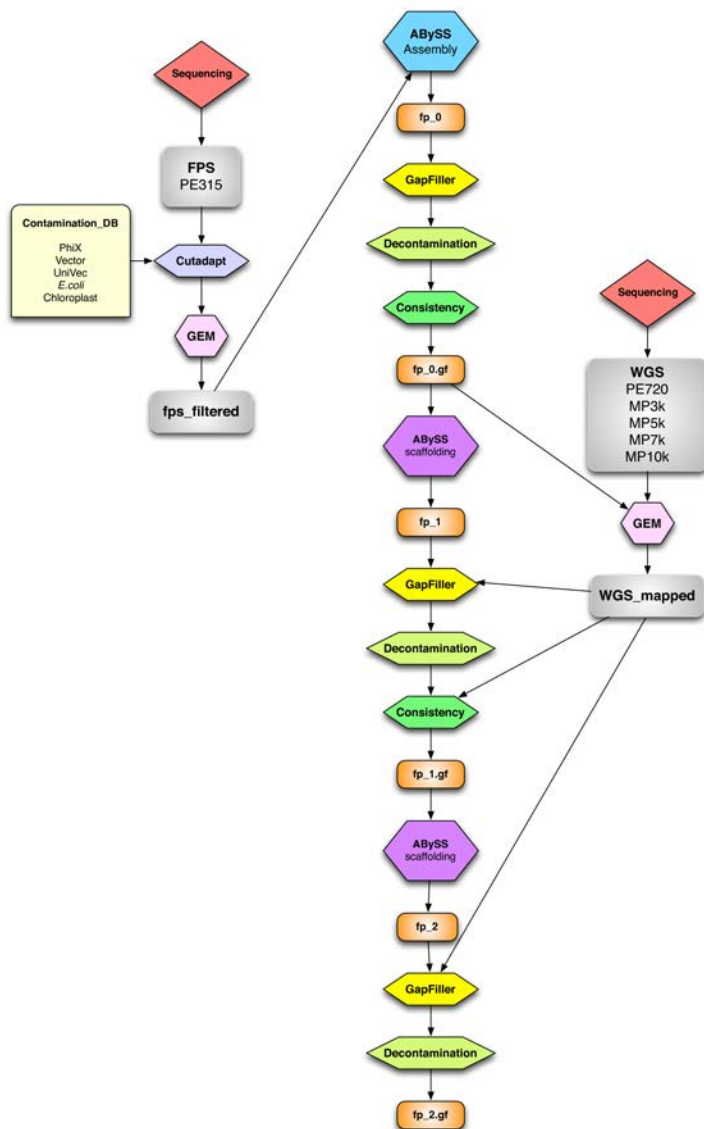 Sequencing
FPS
PE315
Contamination_DB
PhiX
Vector
UniVec
E.coli
Chloroplast
Cutadapt
GEM
fps_filtered
ABySS
Assembly
fp_0
GapFiller
Decontamination
Consistency
fp_0.gf
ABySS
scaffolding
fp_1
GapFiller
Decontamination
Consistency
fp_1.gf
ABySS
scaffolding
fp_2
GapFiller
Decontamination
fp_2.gf
Sequencing
WGS
PE720
MP3k
MP5k
MP7k
MP10k
GEM
WGS_mapped